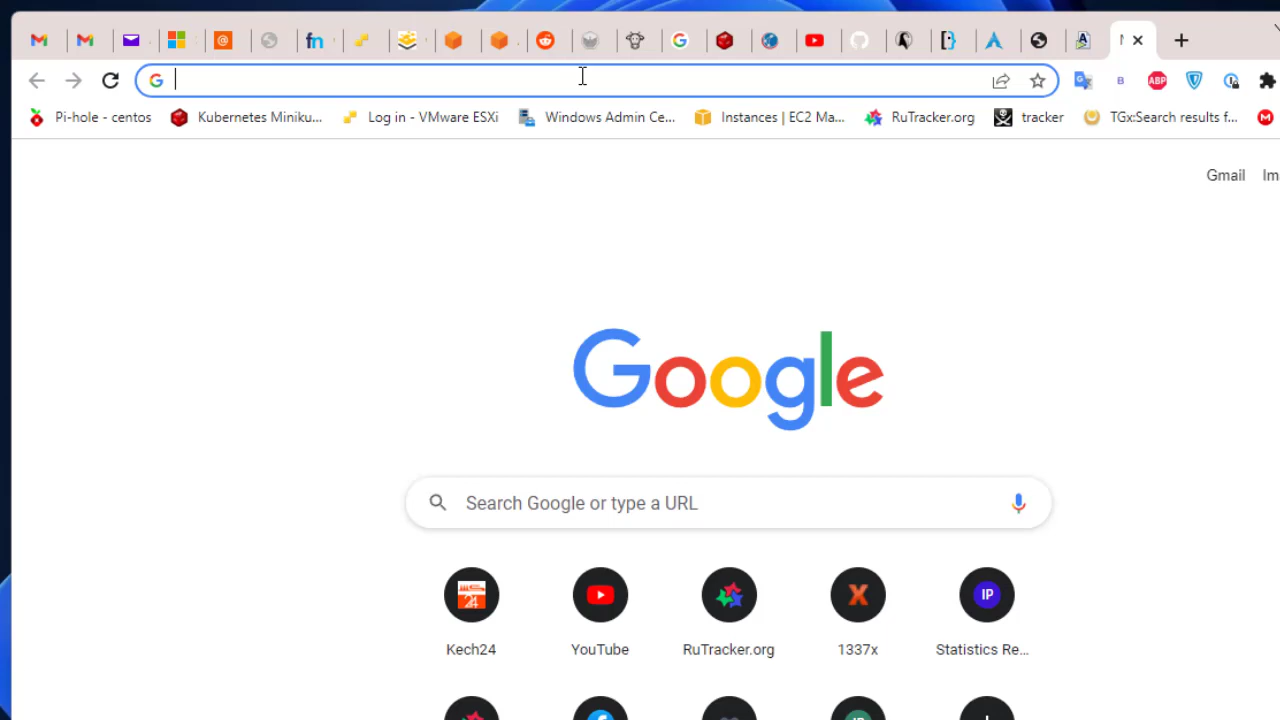 Pi-hole - centos Kubernetes Miniku... Log in - VMware ESXi Windows Admin Ce... Instances | EC2 Ma... RuTracker.org tracker TGx:Search results f...
Gmail Im
Google
Search Google or type a URL
Kech24 YouTube RuTracker.org 1337x Statistics Re...